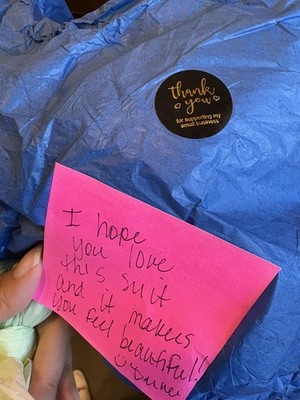 thank
you
for supporting my
small business
I hope
you love
this suit
and it makes
you feel beautiful!!